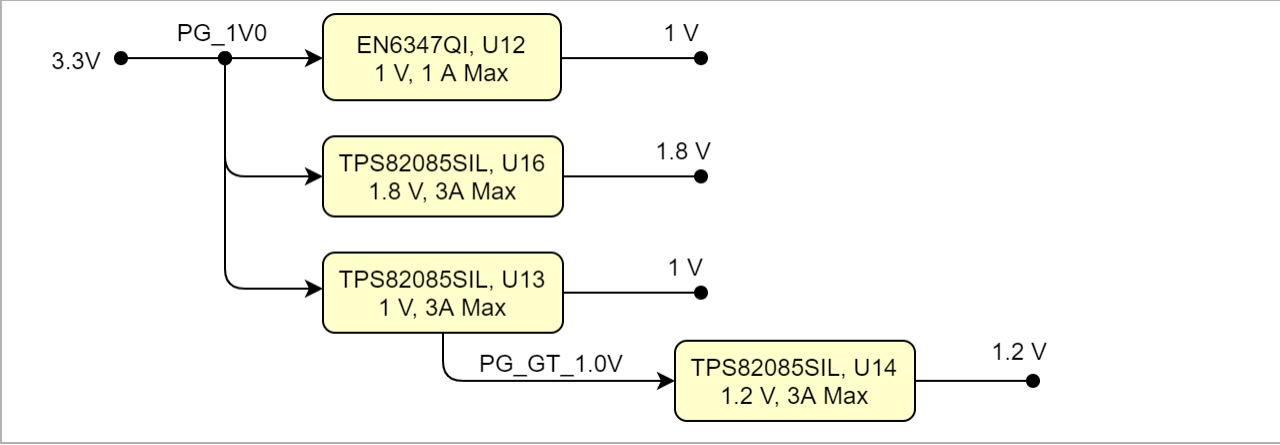 PG_1V0
1 V
3.3V
EN6347QI, U12
1 V, 1 A Max
1.8 V
TPS82085SIL, U16
1.8 V, 3A Max
1 V
TPS82085SIL, U13
1 V, 3A Max
PG_GT_1.0V
1.2 V
TPS82085SIL, U14
1.2 V, 3A Max